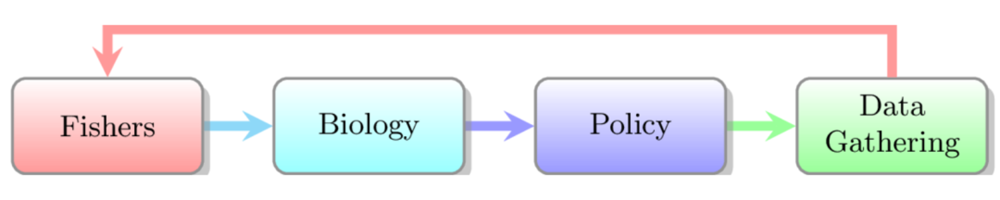 Fishers
Biology
Policy
Data
Gathering